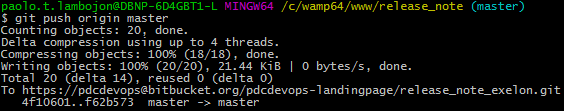 paolo.t.lambojon@DBNP-6D4GBT1-L MINGW64 /c/wamp64/www/release_note (master)
$ git push origin master
Counting objects: 20, done.
Delta compression using up to 4 threads.
Compressing objects: 100% (18/18), done.
Writing objects: 100% (20/20), 21.44 KiB | 0 bytes/s, done.
Total 20 (delta 14), reused 0 (delta 0)
To https://pdcdevops@bitbucket.org/pdcdevops-landingpage/release_note_exelon.git
   4f10601..f62b573  master -> master